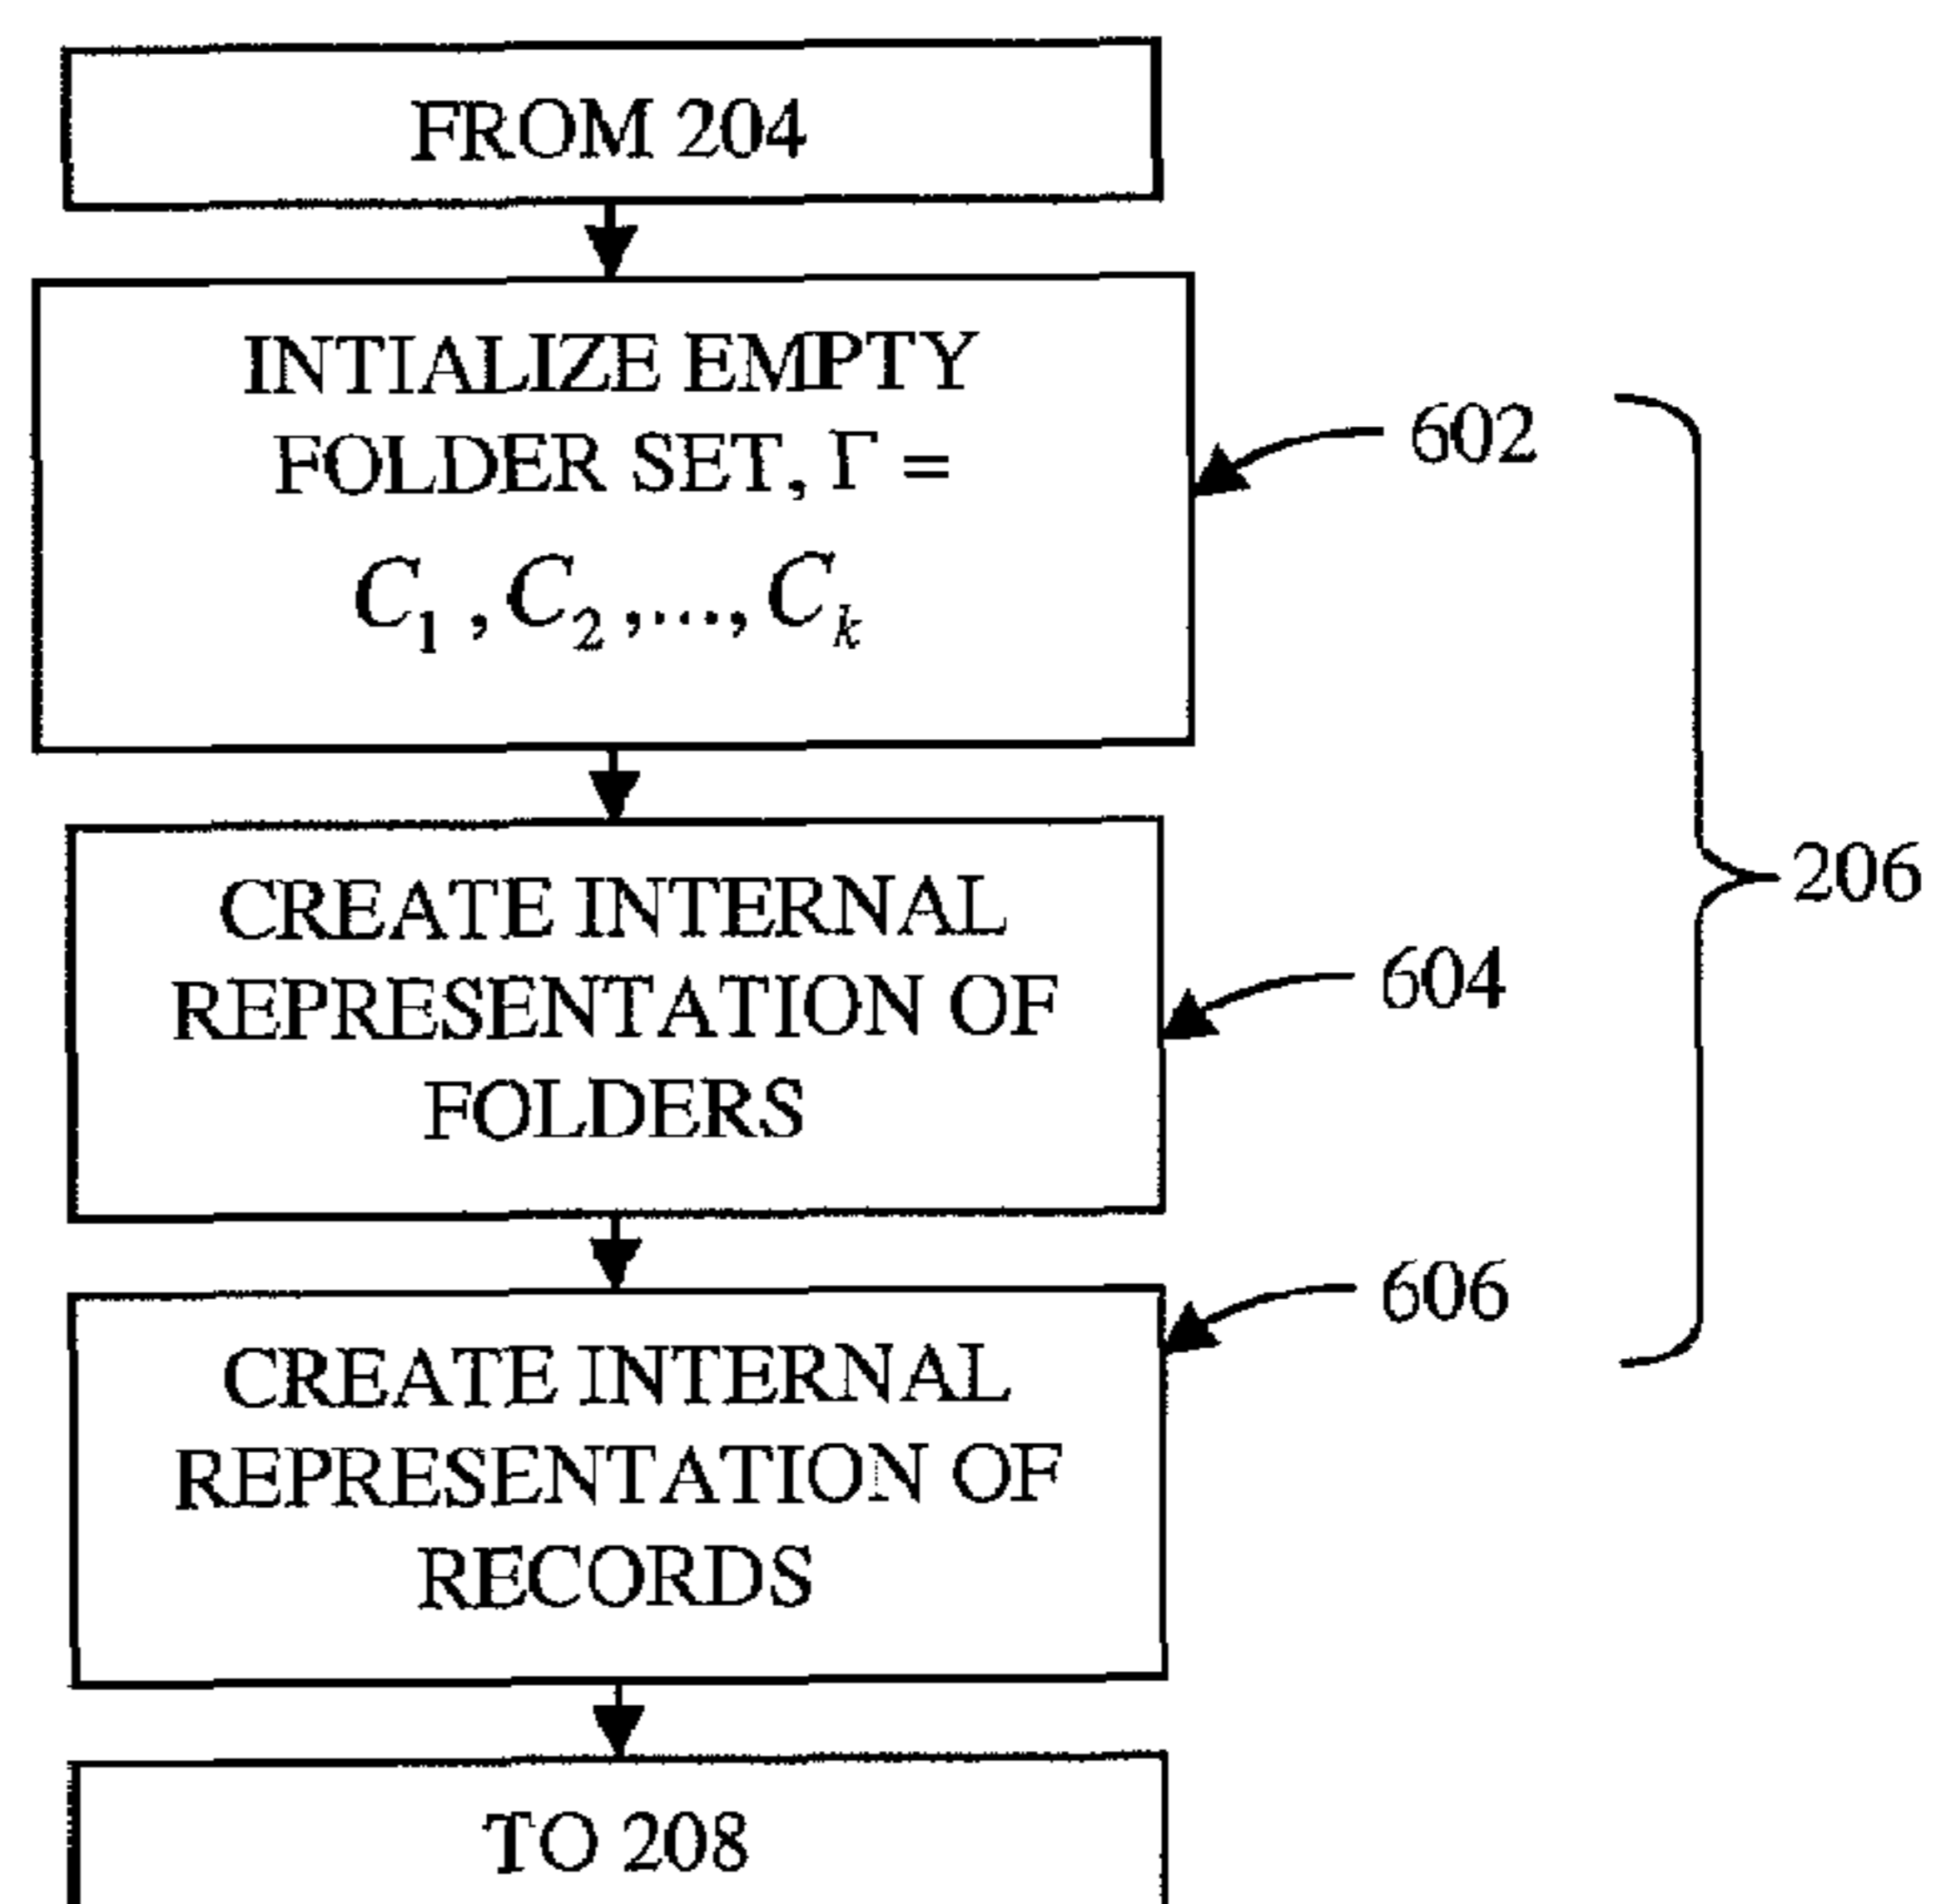 FROM 204
INTIALIZE EMPTY
FOLDER SET, Γ =
C₁, C₂,..., Cₖ
602
206
CREATE INTERNAL
REPRESENTATION OF
FOLDERS
604
CREATE INTERNAL
REPRESENTATION OF
RECORDS
606
TO 208